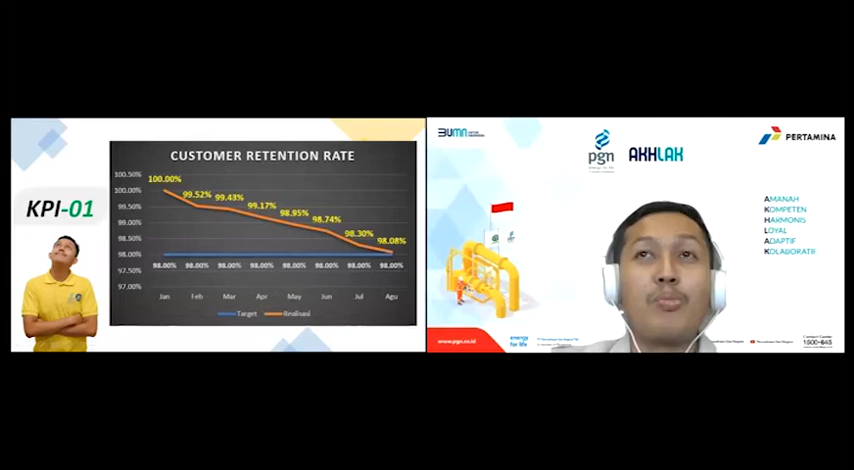 KPI-01
CUSTOMER RETENTION RATE
100.50%
100.00%
99.50%
99.00%
98.50%
98.00%
97.50%
97.00%
100.00%
99.52%
99.43%
99.17%
98.95%
98.74%
98.30%
98.08%
98.00% 98.00% 98.00% 98.00% 98.00% 98.00% 98.00% 98.00%
Jan Feb Mar Apr May Jun Jul Agu
Target Realisasi
BUMN
pgn
AKHLAK
PERTAMINA
AMANAH
KOMPETEN
HARMONIS
LOYAL
ADAPTIF
KOLABORATIF
www.pgn.co.id
energy
for life
Contact Center
1500-645